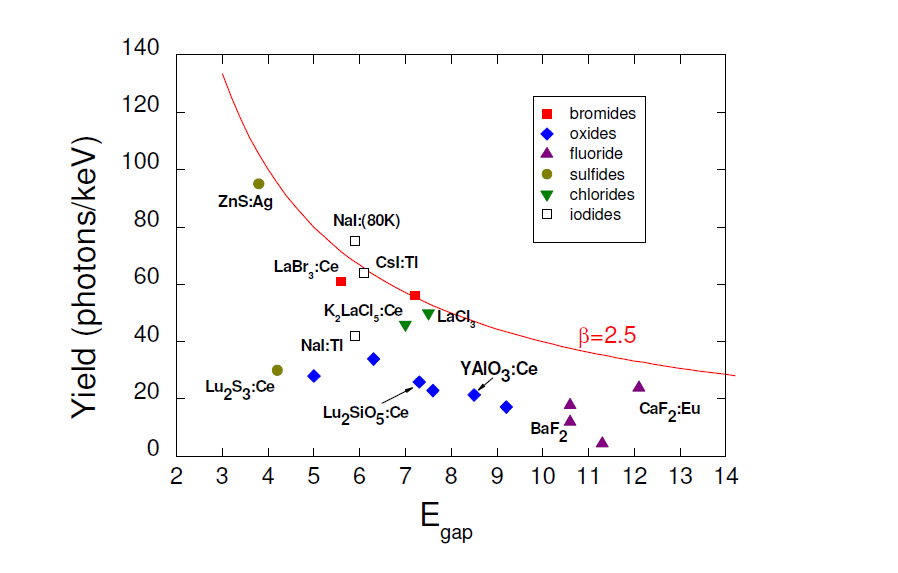 140
120
100
80
60
40
20
0
Yield (photons/keV)
bromides
oxides
fluoride
sulfides
chlorides
iodides
ZnS:Ag
NaI:(80K)
CsI:Tl
LaBr3:Ce
K2LaCl5:Ce
LaCl3
β=2.5
NaI:Tl
YAlO3:Ce
Lu2S3:Ce
Lu2SiO5:Ce
CaF2:Eu
BaF2
2 3 4 5 6 7 8 9 10 11 12 13 14
Egap